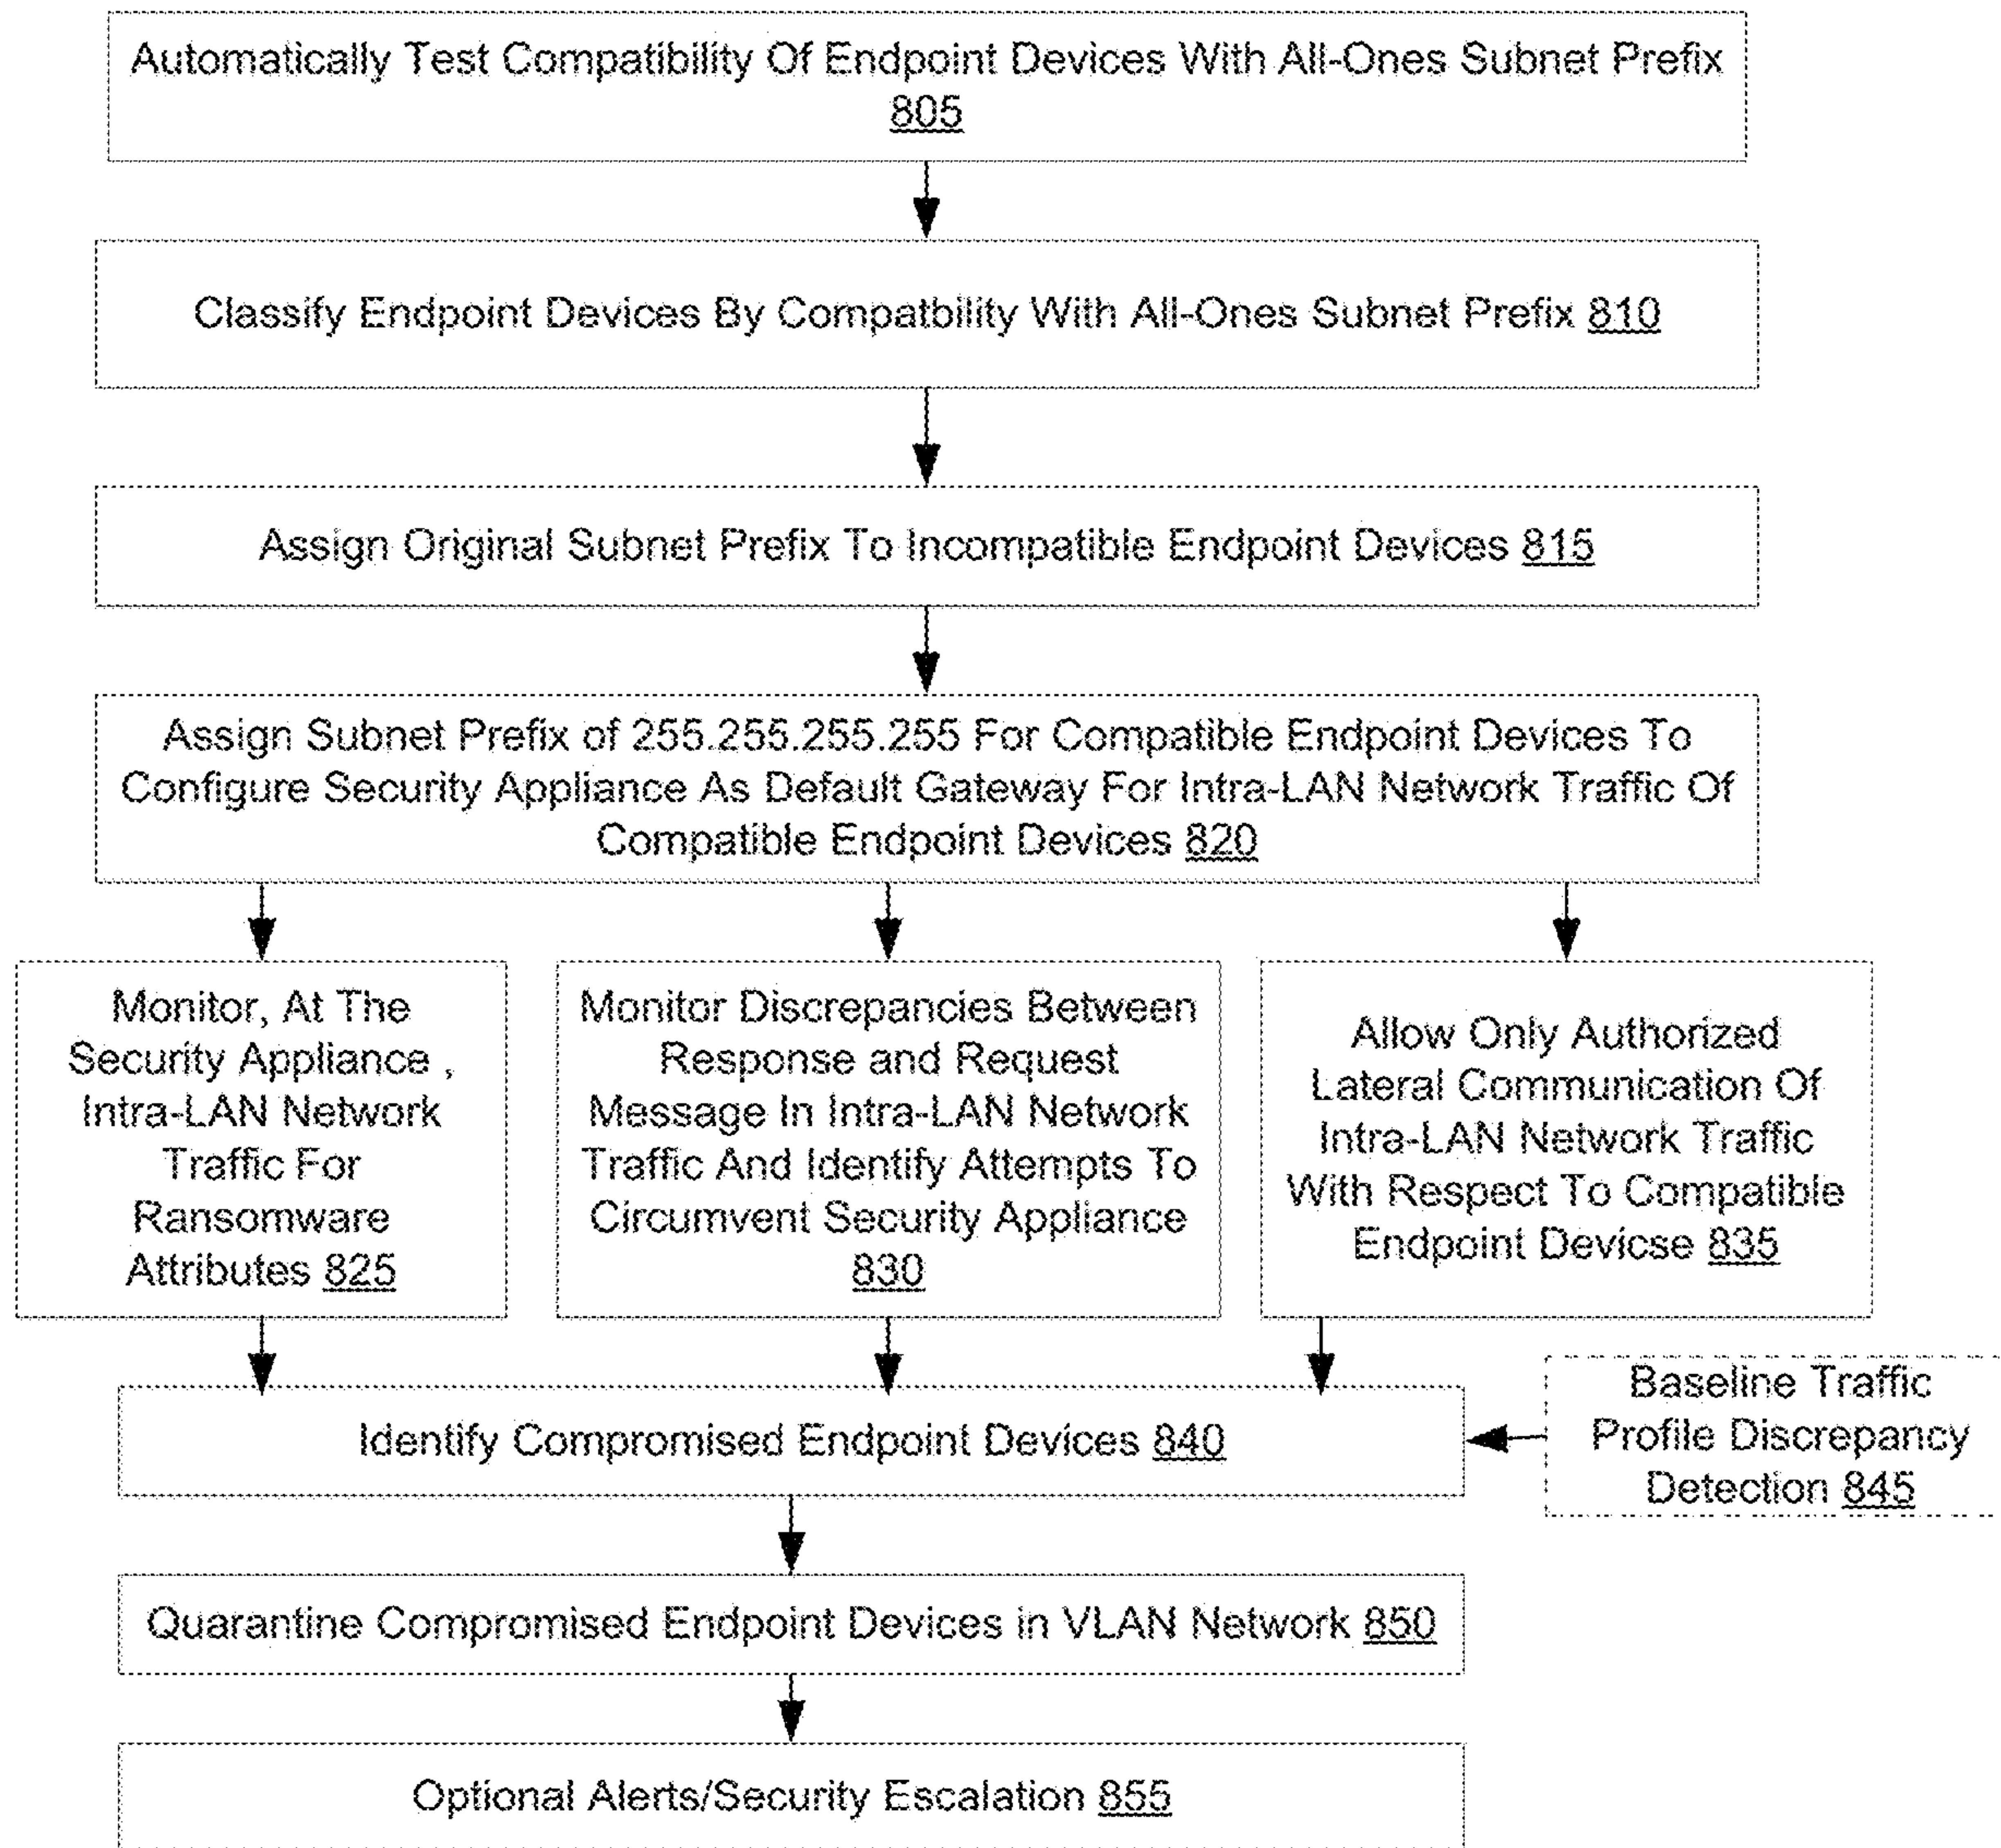 Automatically Test Compatibility Of Endpoint Devices With All-Ones Subnet Prefix
805
Classify Endpoint Devices By Compatbility With All-Ones Subnet Prefix 810
Assign Original Subnet Prefix To Incompatible Endpoint Devices 815
Assign Subnet Prefix of 255.255.255.255 For Compatible Endpoint Devices To
Configure Security Appliance As Default Gateway For Intra-LAN Network Traffic Of
Compatible Endpoint Devices 820
Monitor, At The
Security Appliance ,
Intra-LAN Network
Traffic For
Ransomware
Attributes 825
Monitor Discrepancies Between
Response and Request
Message In Intra-LAN Network
Traffic And Identify Attempts To
Circumvent Security Appliance
830
Allow Only Authorized
Lateral Communication Of
Intra-LAN Network Traffic
With Respect To Compatible
Endpoint Devicse 835
Baseline Traffic
Profile Discrepancy
Detection 845
Identify Compromised Endpoint Devices 840
Quarantine Compromised Endpoint Devices in VLAN Network 850
Optional Alerts/Security Escalation 855